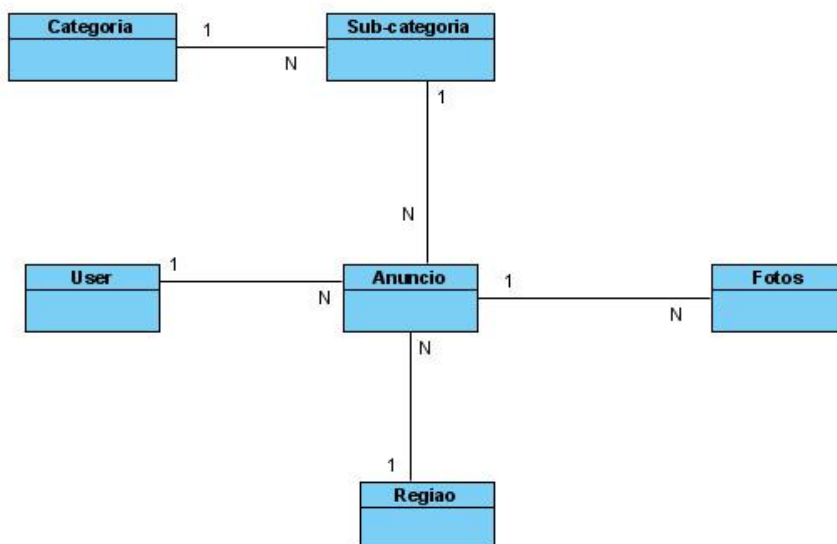 Categoria
1
N
Sub-categoria
1
N
User
1
N
Anuncio
1
N
Fotos
N
1
Regiao